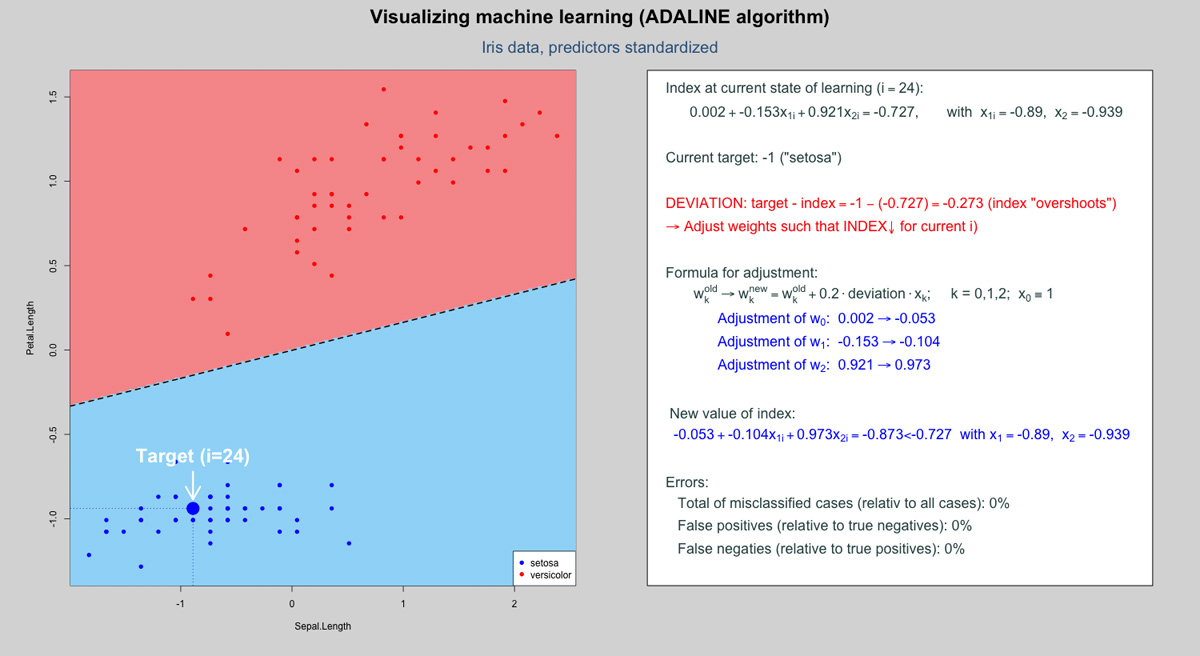 Visualizing machine learning (ADALINE algorithm)
Iris data, predictors standardized
Petal.Length
1.5
1.0
0.5
0.0
-0.5
-1.0
Target (i=24)
setosa
versicolor
-1
0
1
2
Sepal.Length
Index at current state of learning (i = 24):
0.002 + -0.153x1i + 0.921x2i = -0.727, with x1i = -0.89, x2 = -0.939
Current target: -1 ("setosa")
DEVIATION: target - index = -1 – (-0.727) = -0.273 (index "overshoots")
→ Adjust weights such that INDEX↓ for current i)
Formula for adjustment:
wk^old → wk^new = wk^old + 0.2 · deviation · xk; k = 0,1,2; x0 ≡ 1
Adjustment of w0: 0.002 → -0.053
Adjustment of w1: -0.153 → -0.104
Adjustment of w2: 0.921 → 0.973
New value of index:
-0.053 + -0.104x1i + 0.973x2i = -0.873<-0.727 with x1 = -0.89, x2 = -0.939
Errors:
Total of misclassified cases (relativ to all cases): 0%
False positives (relative to true negatives): 0%
False negaties (relative to true positives): 0%